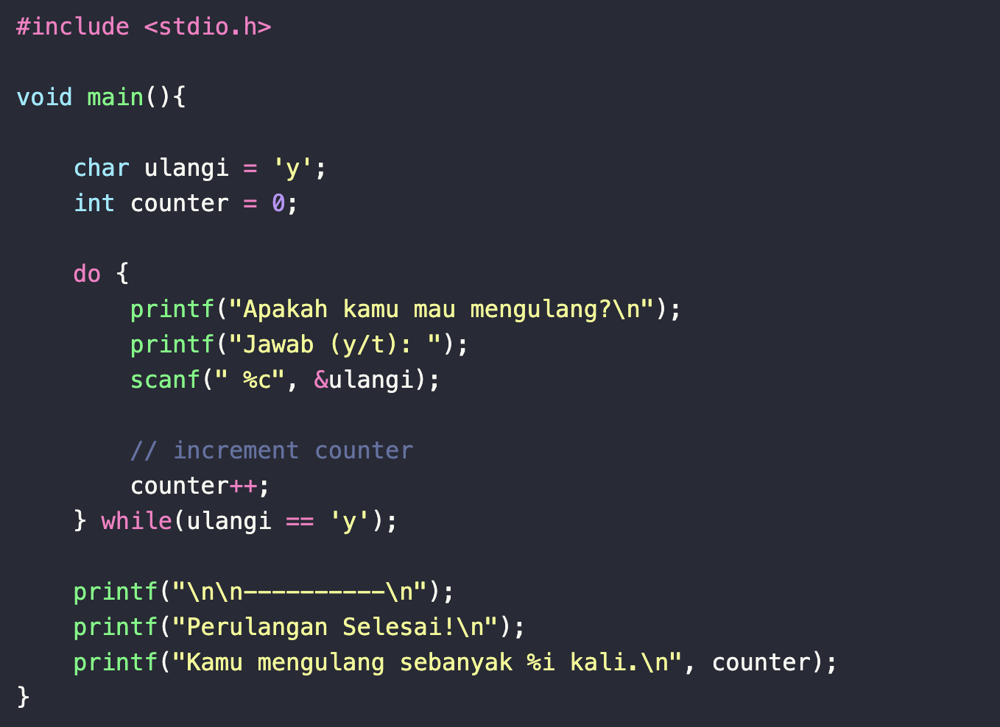 #include <stdio.h>
void main(){
char ulangi = 'y';
int counter = 0;
do {
printf("Apakah kamu mau mengulang?\n");
printf("Jawab (y/t): ");
scanf(" %c", &ulangi);
// increment counter
counter++;
} while(ulangi == 'y');
printf("\n\n----------\n");
printf("Perulangan Selesai!\n");
printf("Kamu mengulang sebanyak %i kali.\n", counter);
}